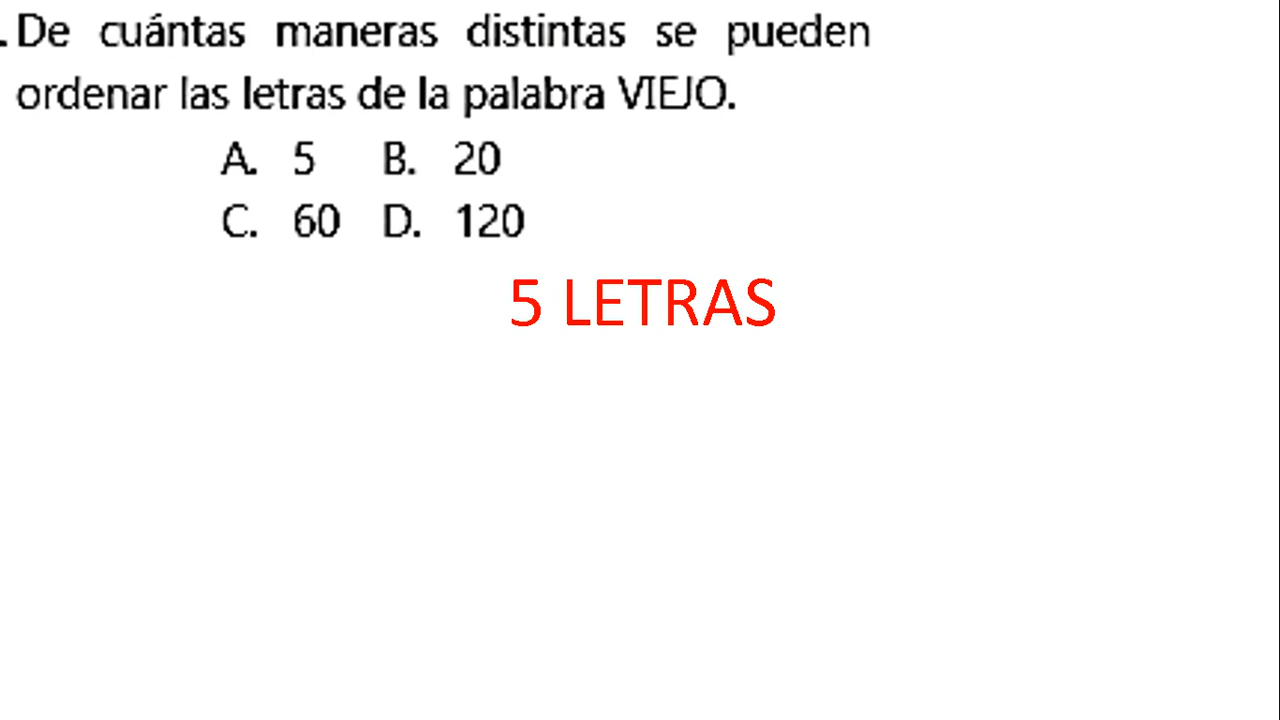 .De cuántas maneras distintas se pueden
ordenar las letras de la palabra VIEJO.
A. 5 B. 20
C. 60 D. 120
5 LETRAS